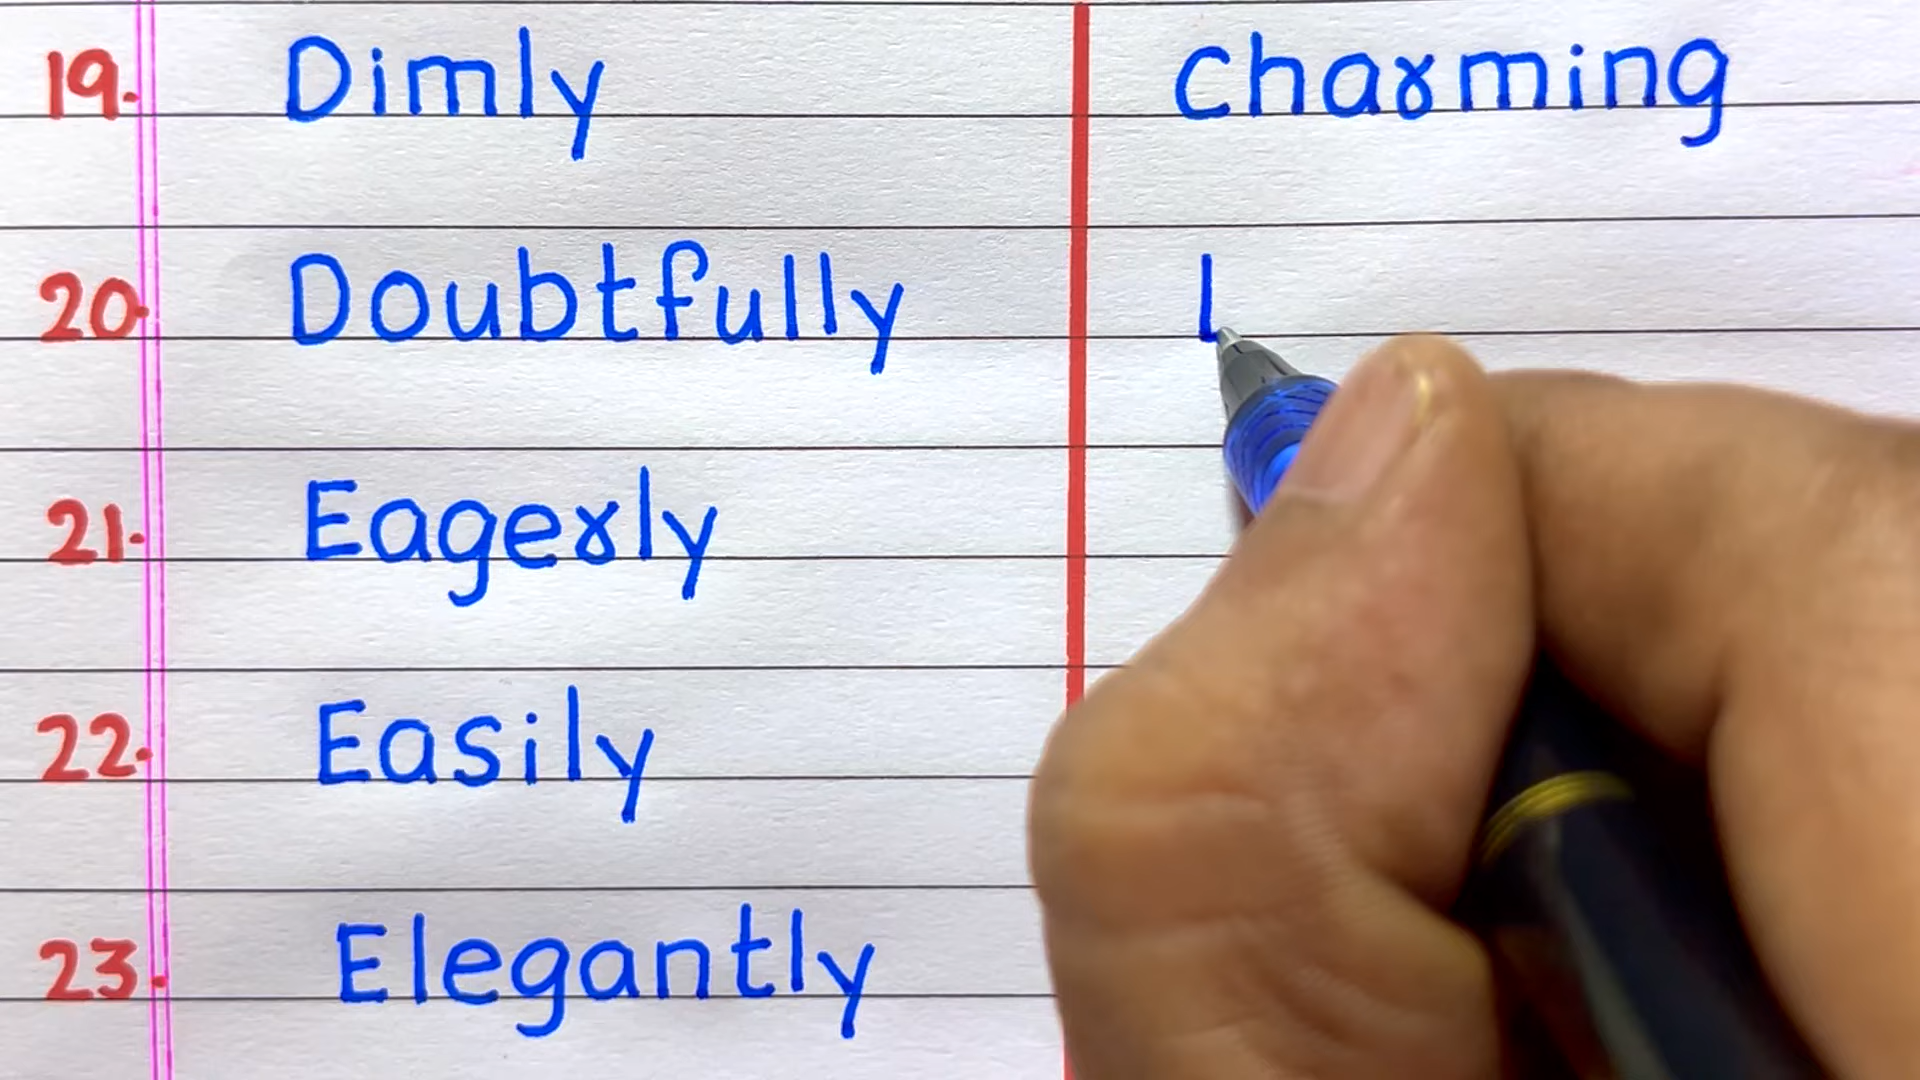 19. Dimly Charming
20. Doubtfully
21. Eagerly
22. Easily
23. Elegantly